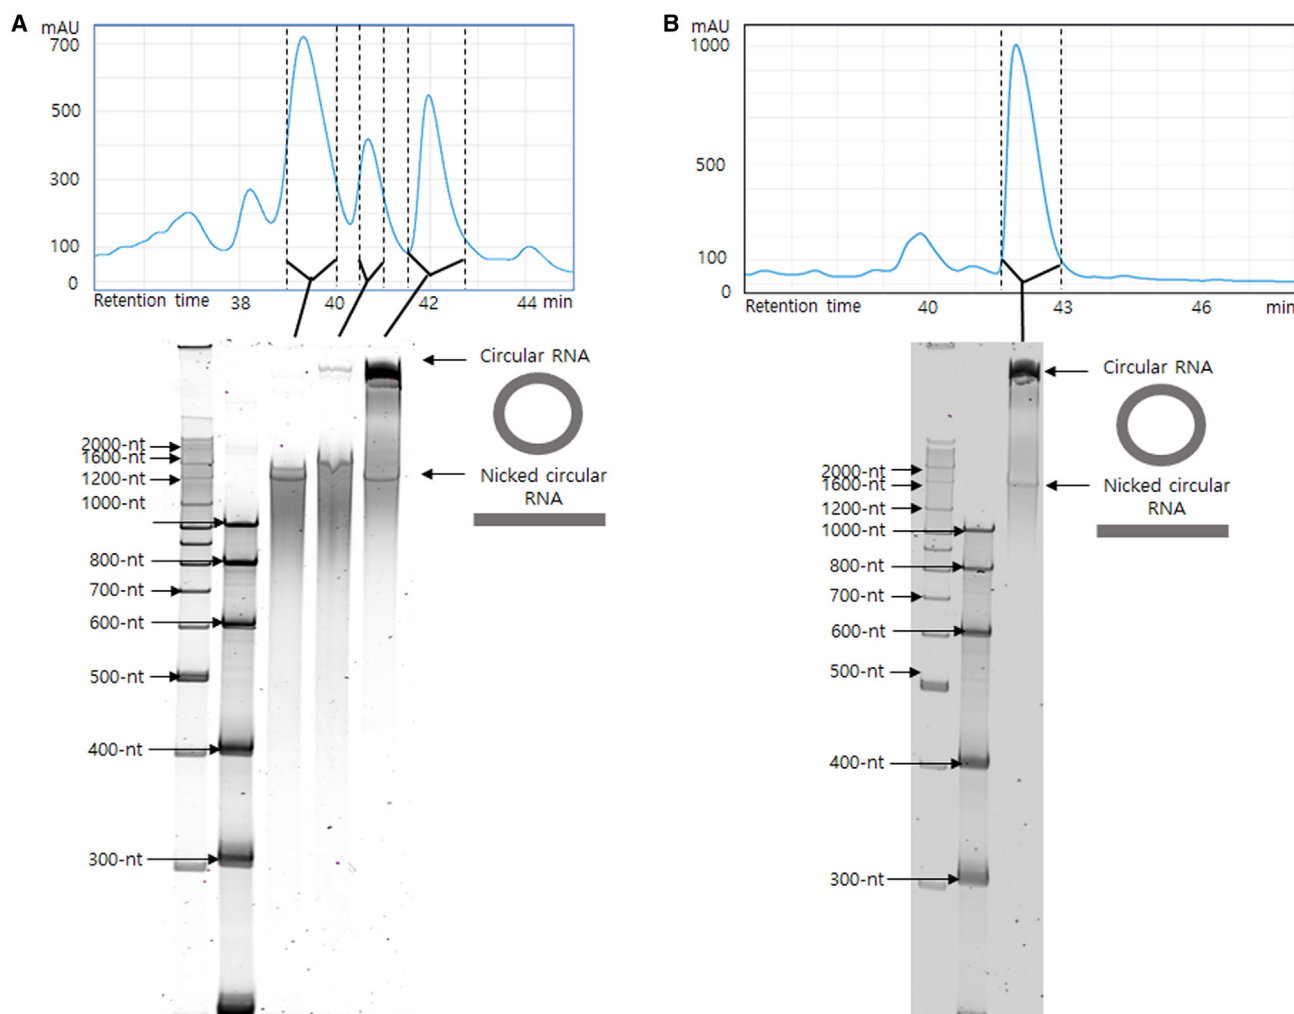 A
mAU
700
500
300
100
0
Retention time
38
40
42
44
min
Circular RNA
Nicked circular
RNA
2000-nt
1600-nt
1200-nt
1000-nt
800-nt
700-nt
600-nt
500-nt
400-nt
300-nt
B
mAU
1000
500
100
0
Retention time
40
43
46
min
Circular RNA
Nicked circular
RNA
2000-nt
1600-nt
1200-nt
1000-nt
800-nt
700-nt
600-nt
500-nt
400-nt
300-nt